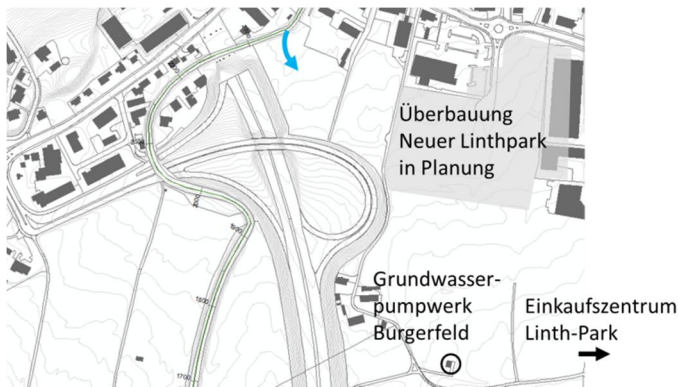 Überbauung
Neuer Linthpark
in Planung
Grundwasser-
pumpwerk
Burgerfeld
Einkaufszentrum
Linth-Park